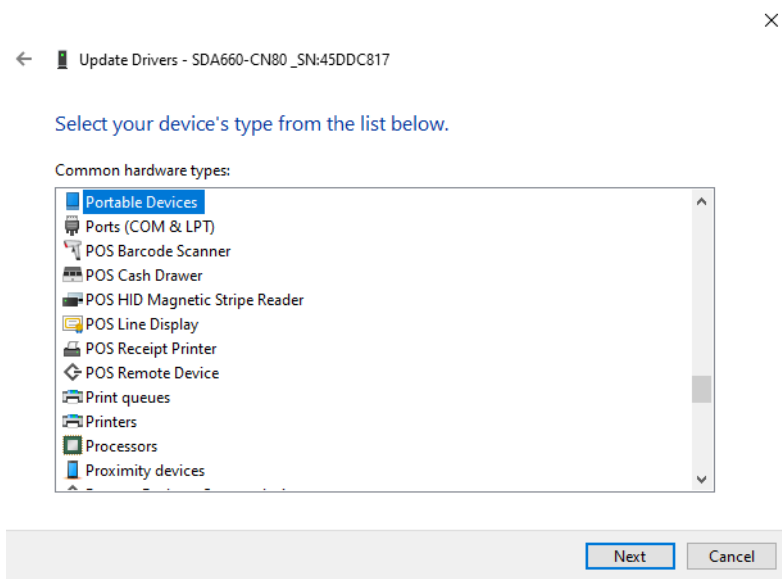 Update Drivers - SDA660-CN80 _SN:45DDC817
Select your device's type from the list below.
Common hardware types:
Portable Devices
Ports (COM & LPT)
POS Barcode Scanner
POS Cash Drawer
POS HID Magnetic Stripe Reader
POS Line Display
POS Receipt Printer
POS Remote Device
Print queues
Printers
Processors
Proximity devices
Next
Cancel